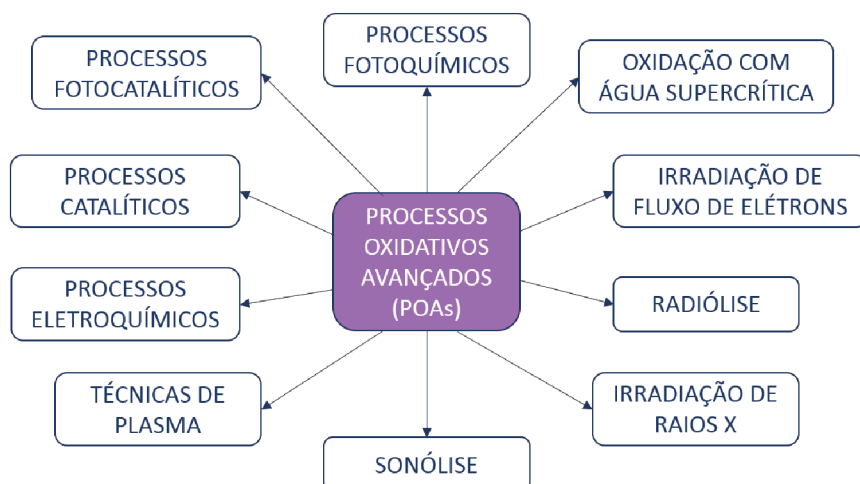 PROCESSOS
FOTOCATALÍTICOS
PROCESSOS
FOTOQUÍMICOS
OXIDAÇÃO COM
ÁGUA SUPERCRÍTICA
PROCESSOS
CATALÍTICOS
PROCESSOS
OXIDATIVOS
AVANÇADOS
(POAs)
IRRADIAÇÃO DE
FLUXO DE ELÉTRONS
PROCESSOS
ELETROQUÍMICOS
RADIÓLISE
TÉCNICAS DE
PLASMA
SONÓLISE
IRRADIAÇÃO DE
RAIOS X